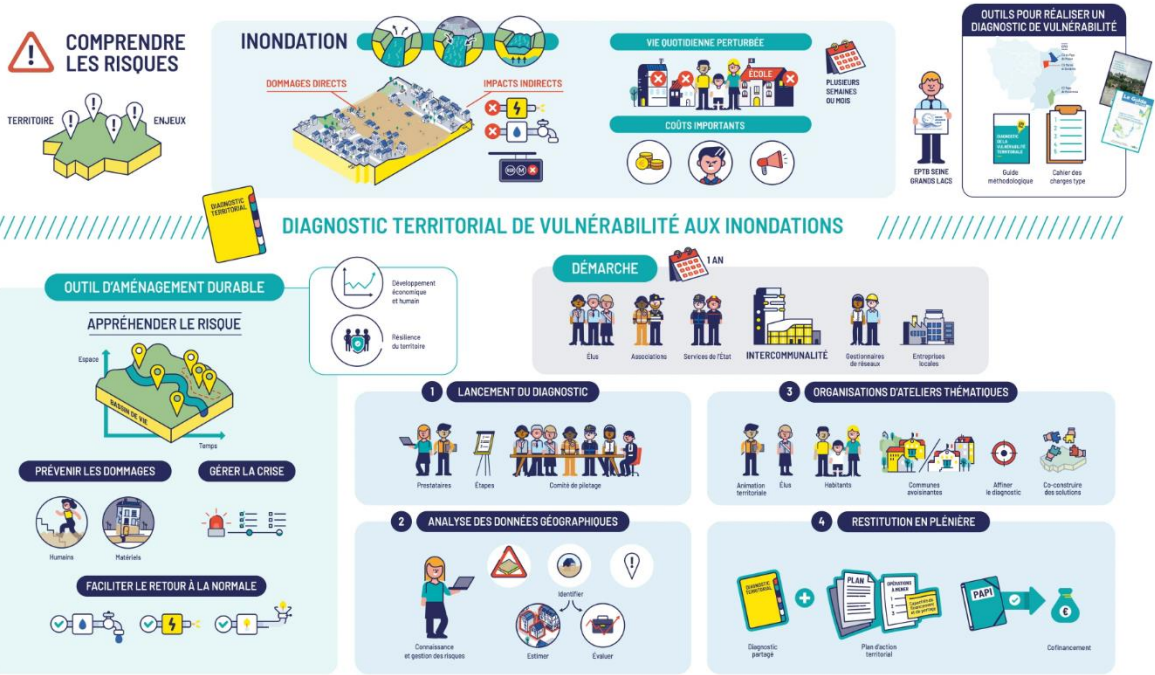 COMPRENDRE
LES RISQUES
TERRITOIRE
ENJEUX
INONDATION
DOMMAGES DIRECTS
IMPACTS INDIRECTS
VIE QUOTIDIENNE PERTURBÉE
ÉCOLE
PLUSIEURS
SEMAINES
OU MOIS
COÛTS IMPORTANTS
EPTB SEINE
GRANDS LACS
OUTILS POUR RÉALISER UN
DIAGNOSTIC DE VULNÉRABILITÉ
DIAGNOSTIC
DE LA
VULNÉRABILITÉ
TERRITORIALE
Guide
méthodologique
Cahier des
charges type
Le Guide
DIAGNOSTIC
TERRITORIAL
DIAGNOSTIC TERRITORIAL DE VULNÉRABILITÉ AUX INONDATIONS
OUTIL D'AMÉNAGEMENT DURABLE
APPRÉHENDER LE RISQUE
Espace
BASSIN DE VIE
Temps
Développement
économique
et humain
Résilience
du territoire
PRÉVENIR LES DOMMAGES
GÉRER LA CRISE
Humains
Matériels
FACILITER LE RETOUR À LA NORMALE
DÉMARCHE
1 AN
Élus
Associations
Services de l'État
INTERCOMMUNALITÉ
Gestionnaires
de réseaux
Entreprises
locales
1 LANCEMENT DU DIAGNOSTIC
Prestataires
Étapes
Comité de pilotage
2 ANALYSE DES DONNÉES GÉOGRAPHIQUES
Connaissance
et gestion des risques
Identifier
Estimer
Évaluer
3 ORGANISATIONS D'ATELIERS THÉMATIQUES
Animation
territoriale
Élus
Habitants
Communes
avoisinantes
Affiner
le diagnostic
Co-construire
des solutions
4 RESTITUTION EN PLÉNIÈRE
DIAGNOSTIC
TERRITORIAL
Diagnostic
partagé
PLAN
OPÉRATIONS
À MENER
Plan d'action
territorial
PAPI
€
Cofinancement